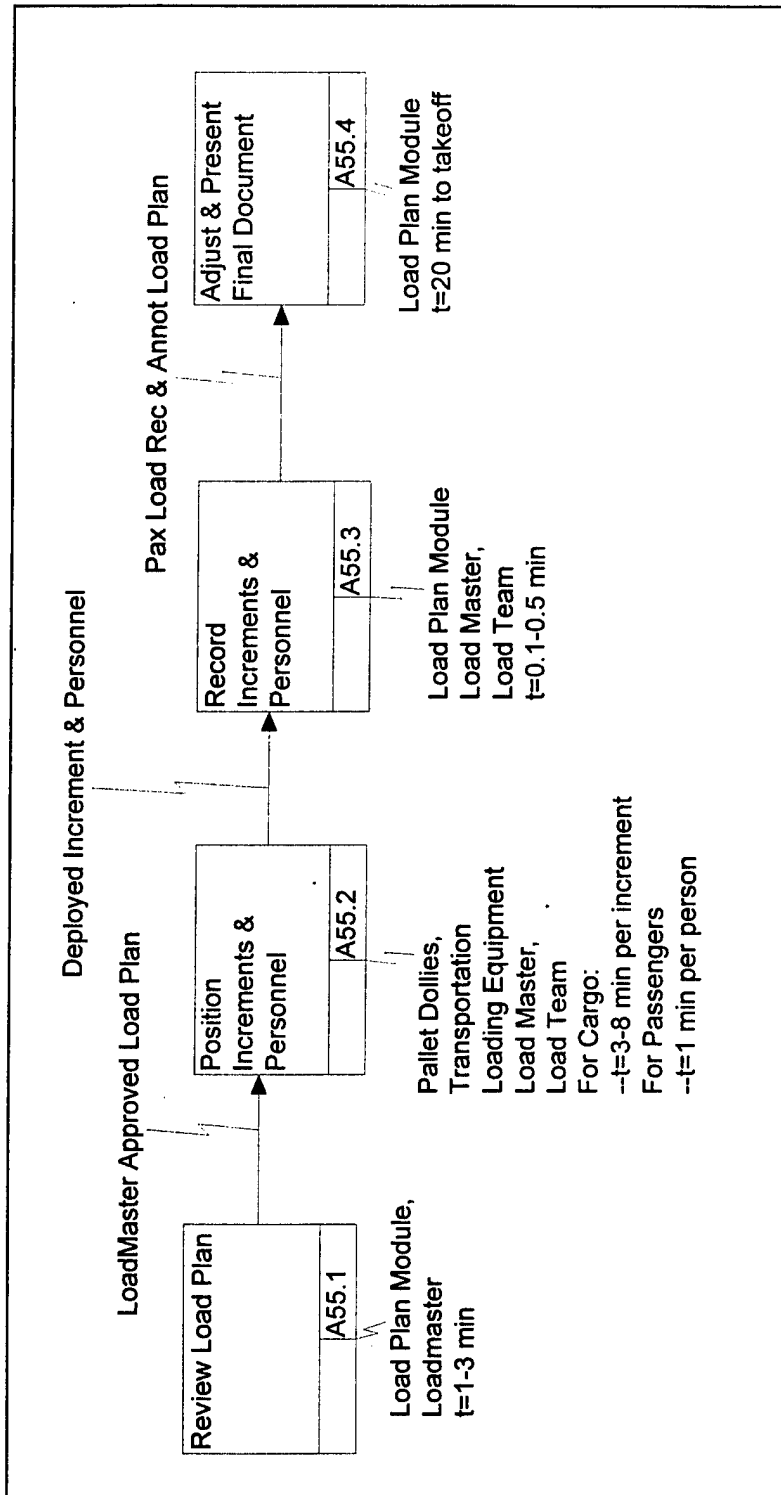 LoadMaster Approved Load Plan
Deployed Increment & Personnel
Pax Load Rec & Annot Load Plan
Review Load Plan
A55.1
Load Plan Module,
Loadmaster
t=1-3 min
Position
Increments &
Personnel
A55.2
Pallet Dollies,
Transportation
Loading Equipment
Load Master,
Load Team
For Cargo:
--t=3-8 min per increment
For Passengers
--t=1 min per person
Record
Increments &
Personnel
A55.3
Load Plan Module
Load Master,
Load Team
t=0.1-0.5 min
Adjust & Present
Final Document
A55.4
Load Plan Module
t=20 min to takeoff